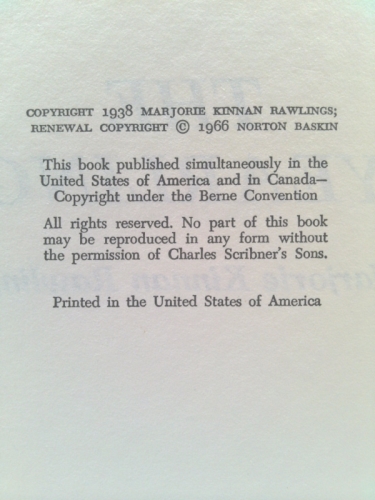 COPYRIGHT 1938 MARJORIE KINNAN RAWLINGS;
RENEWAL COPYRIGHT © 1966 NORTON BASKIN
This book published simultaneously in the
United States of America and in Canada—
Copyright under the Berne Convention
All rights reserved. No part of this book
may be reproduced in any form without
the permission of Charles Scribner's Sons.
Printed in the United States of America